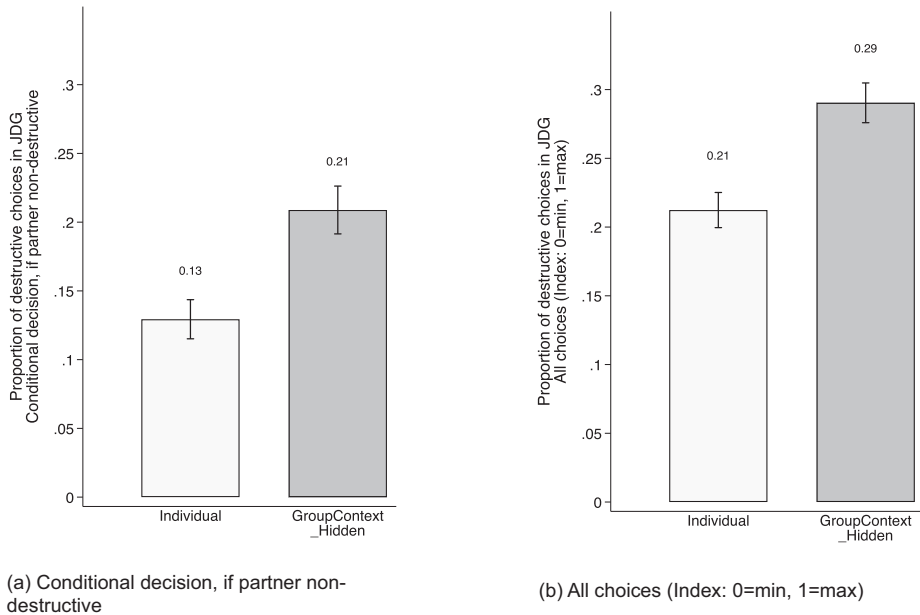 Proportion of destructive choices in JDG
Conditional decision, if partner non-destructive
.3
.25
.2
.15
.1
.05
0
0.13
0.21
Individual
GroupContext
_Hidden
(a) Conditional decision, if partner non-
destructive
Proportion of destructive choices in JDG
All choices (Index: 0=min, 1=max)
.3
.25
.2
.15
.1
.05
0
0.21
0.29
Individual
GroupContext
_Hidden
(b) All choices (Index: 0=min, 1=max)